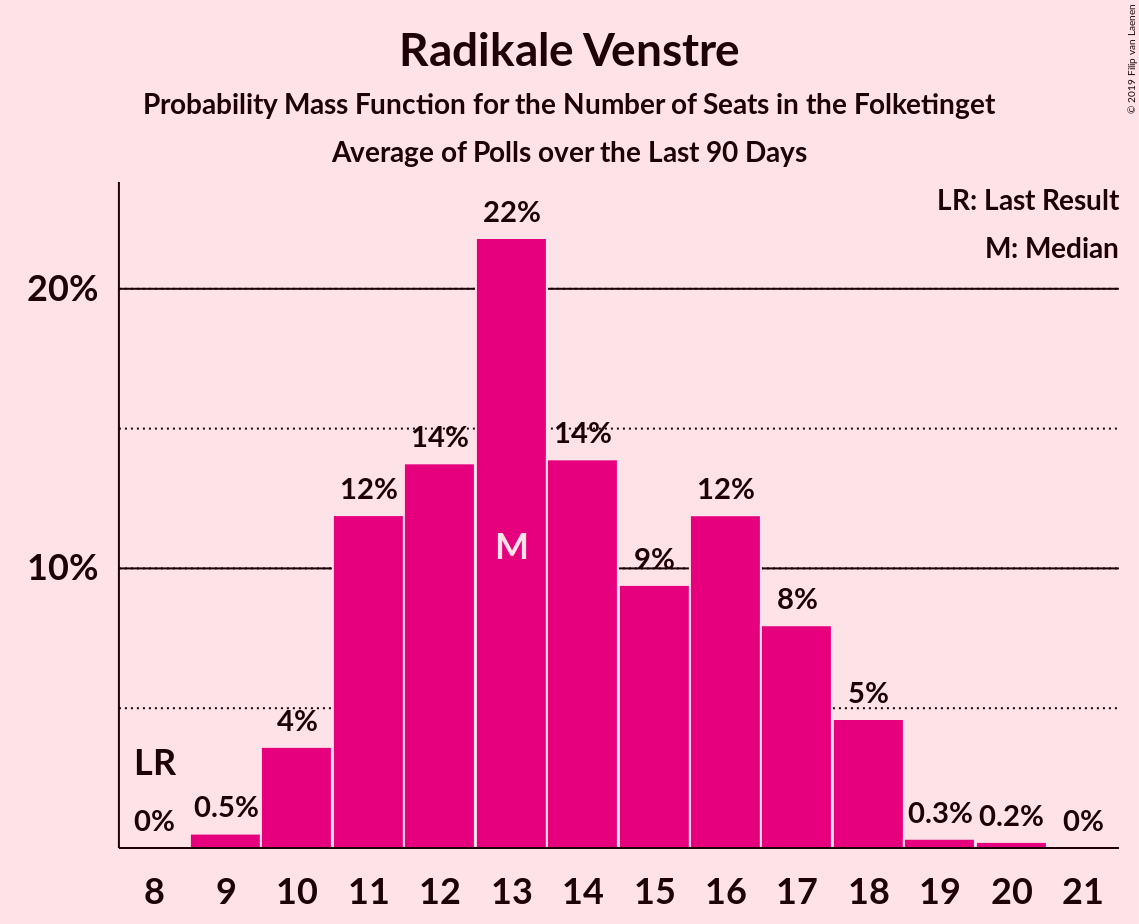 Radikale Venstre
Probability Mass Function for the Number of Seats in the Folketinget
Average of Polls over the Last 90 Days
© 2019 Filip van Laenen
LR: Last Result
M: Median
20%
10%
LR
0%
0.5%
4%
12%
14%
22%
M
14%
9%
12%
8%
5%
0.3%
0.2%
0%
8 9 10 11 12 13 14 15 16 17 18 19 20 21